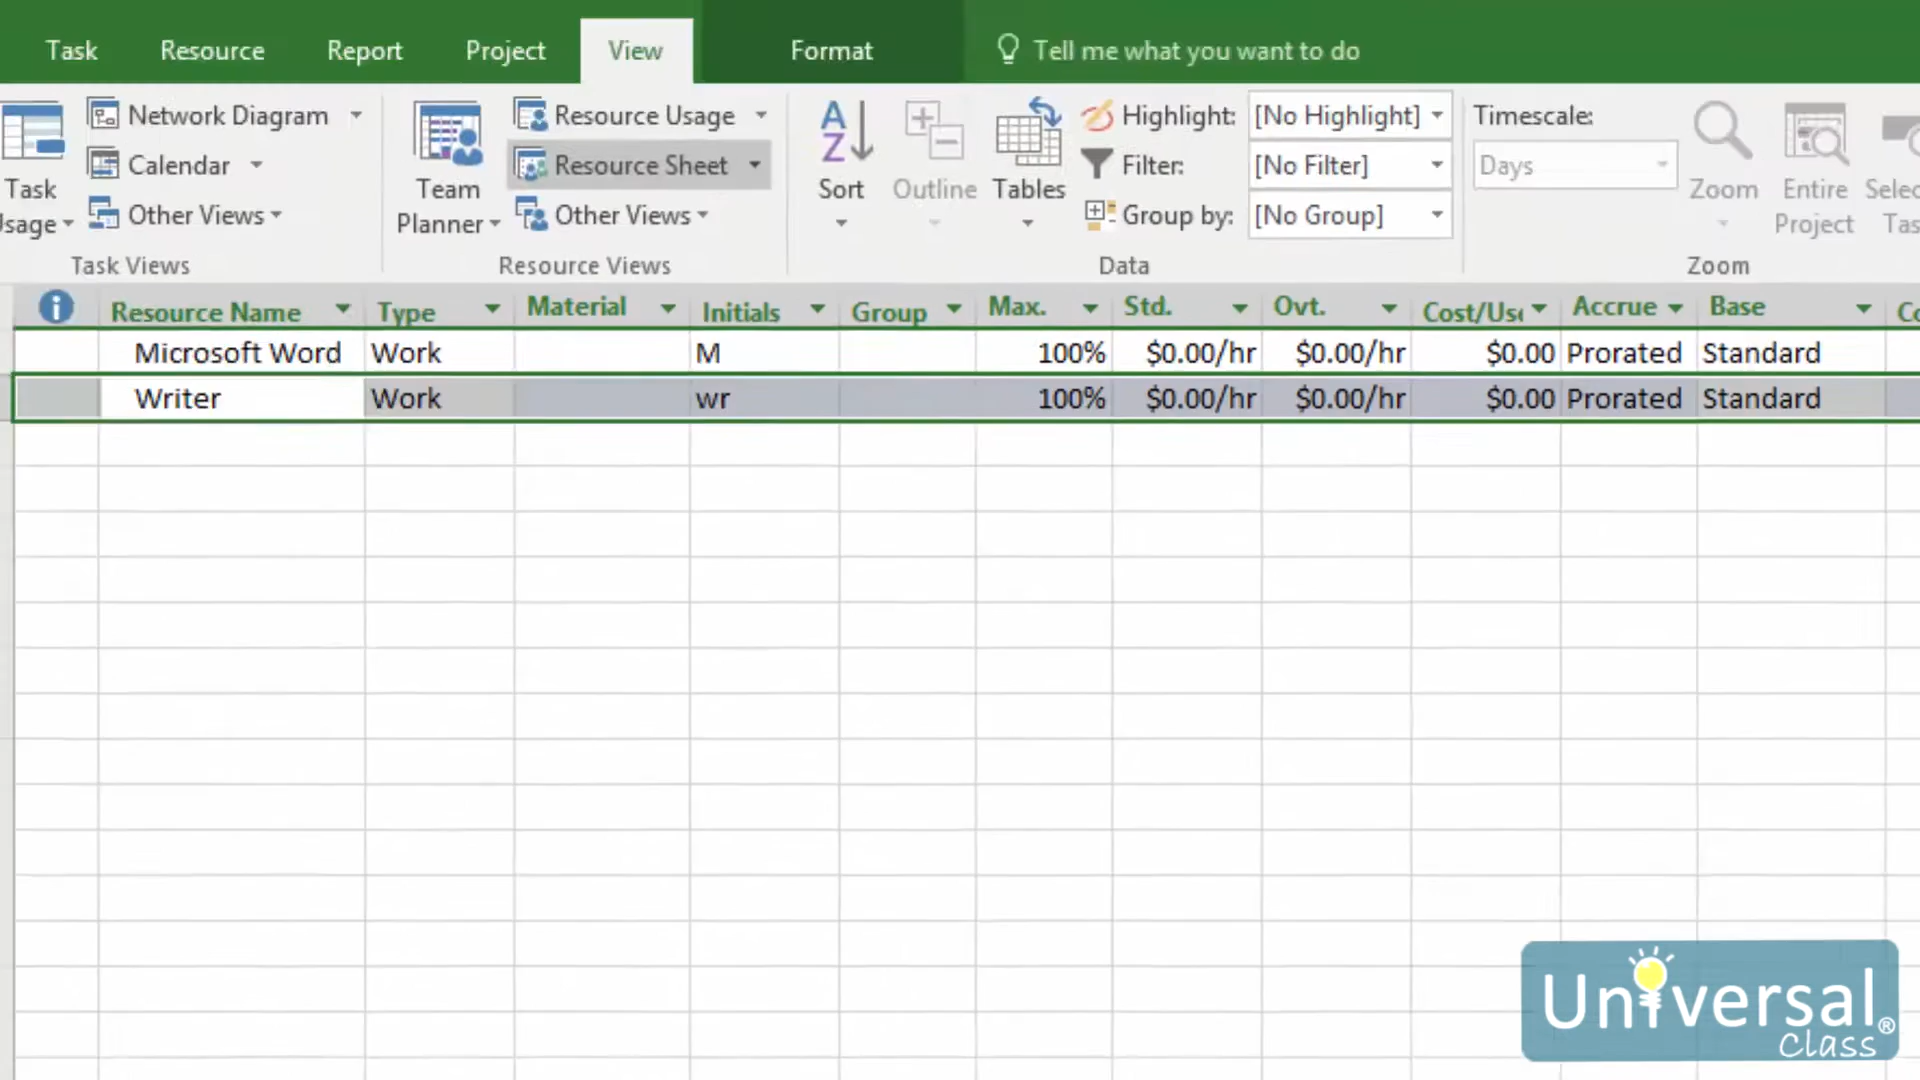 Task Resource Report Project View Format Tell me what you want to do
Network Diagram Resource Usage Highlight: [No Highlight] Timescale:
Calendar Resource Sheet Filter: [No Filter] Days
Task Team Sort Outline Tables Zoom Entire
Other Views Planner Other Views Group by: [No Group] Project
Task Views Resource Views Data Zoom
Resource Name Type Material Initials Group Max. Std. Ovt. Cost/Us Accrue Base
Microsoft Word Work M 100% $0.00/hr $0.00/hr $0.00 Prorated Standard
Writer Work wr 100% $0.00/hr $0.00/hr $0.00 Prorated Standard
Universal®
Class